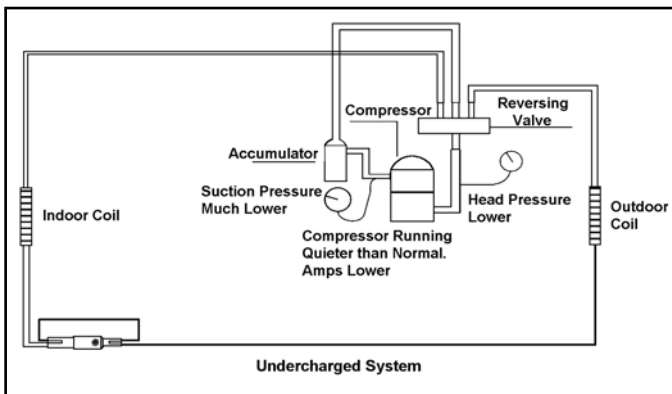 Compressor
Reversing
Valve
Accumulator
Suction Pressure
Much Lower
Head Pressure
Lower
Indoor Coil
Outdoor
Coil
Compressor Running
Quieter than Normal.
Amps Lower
Undercharged System